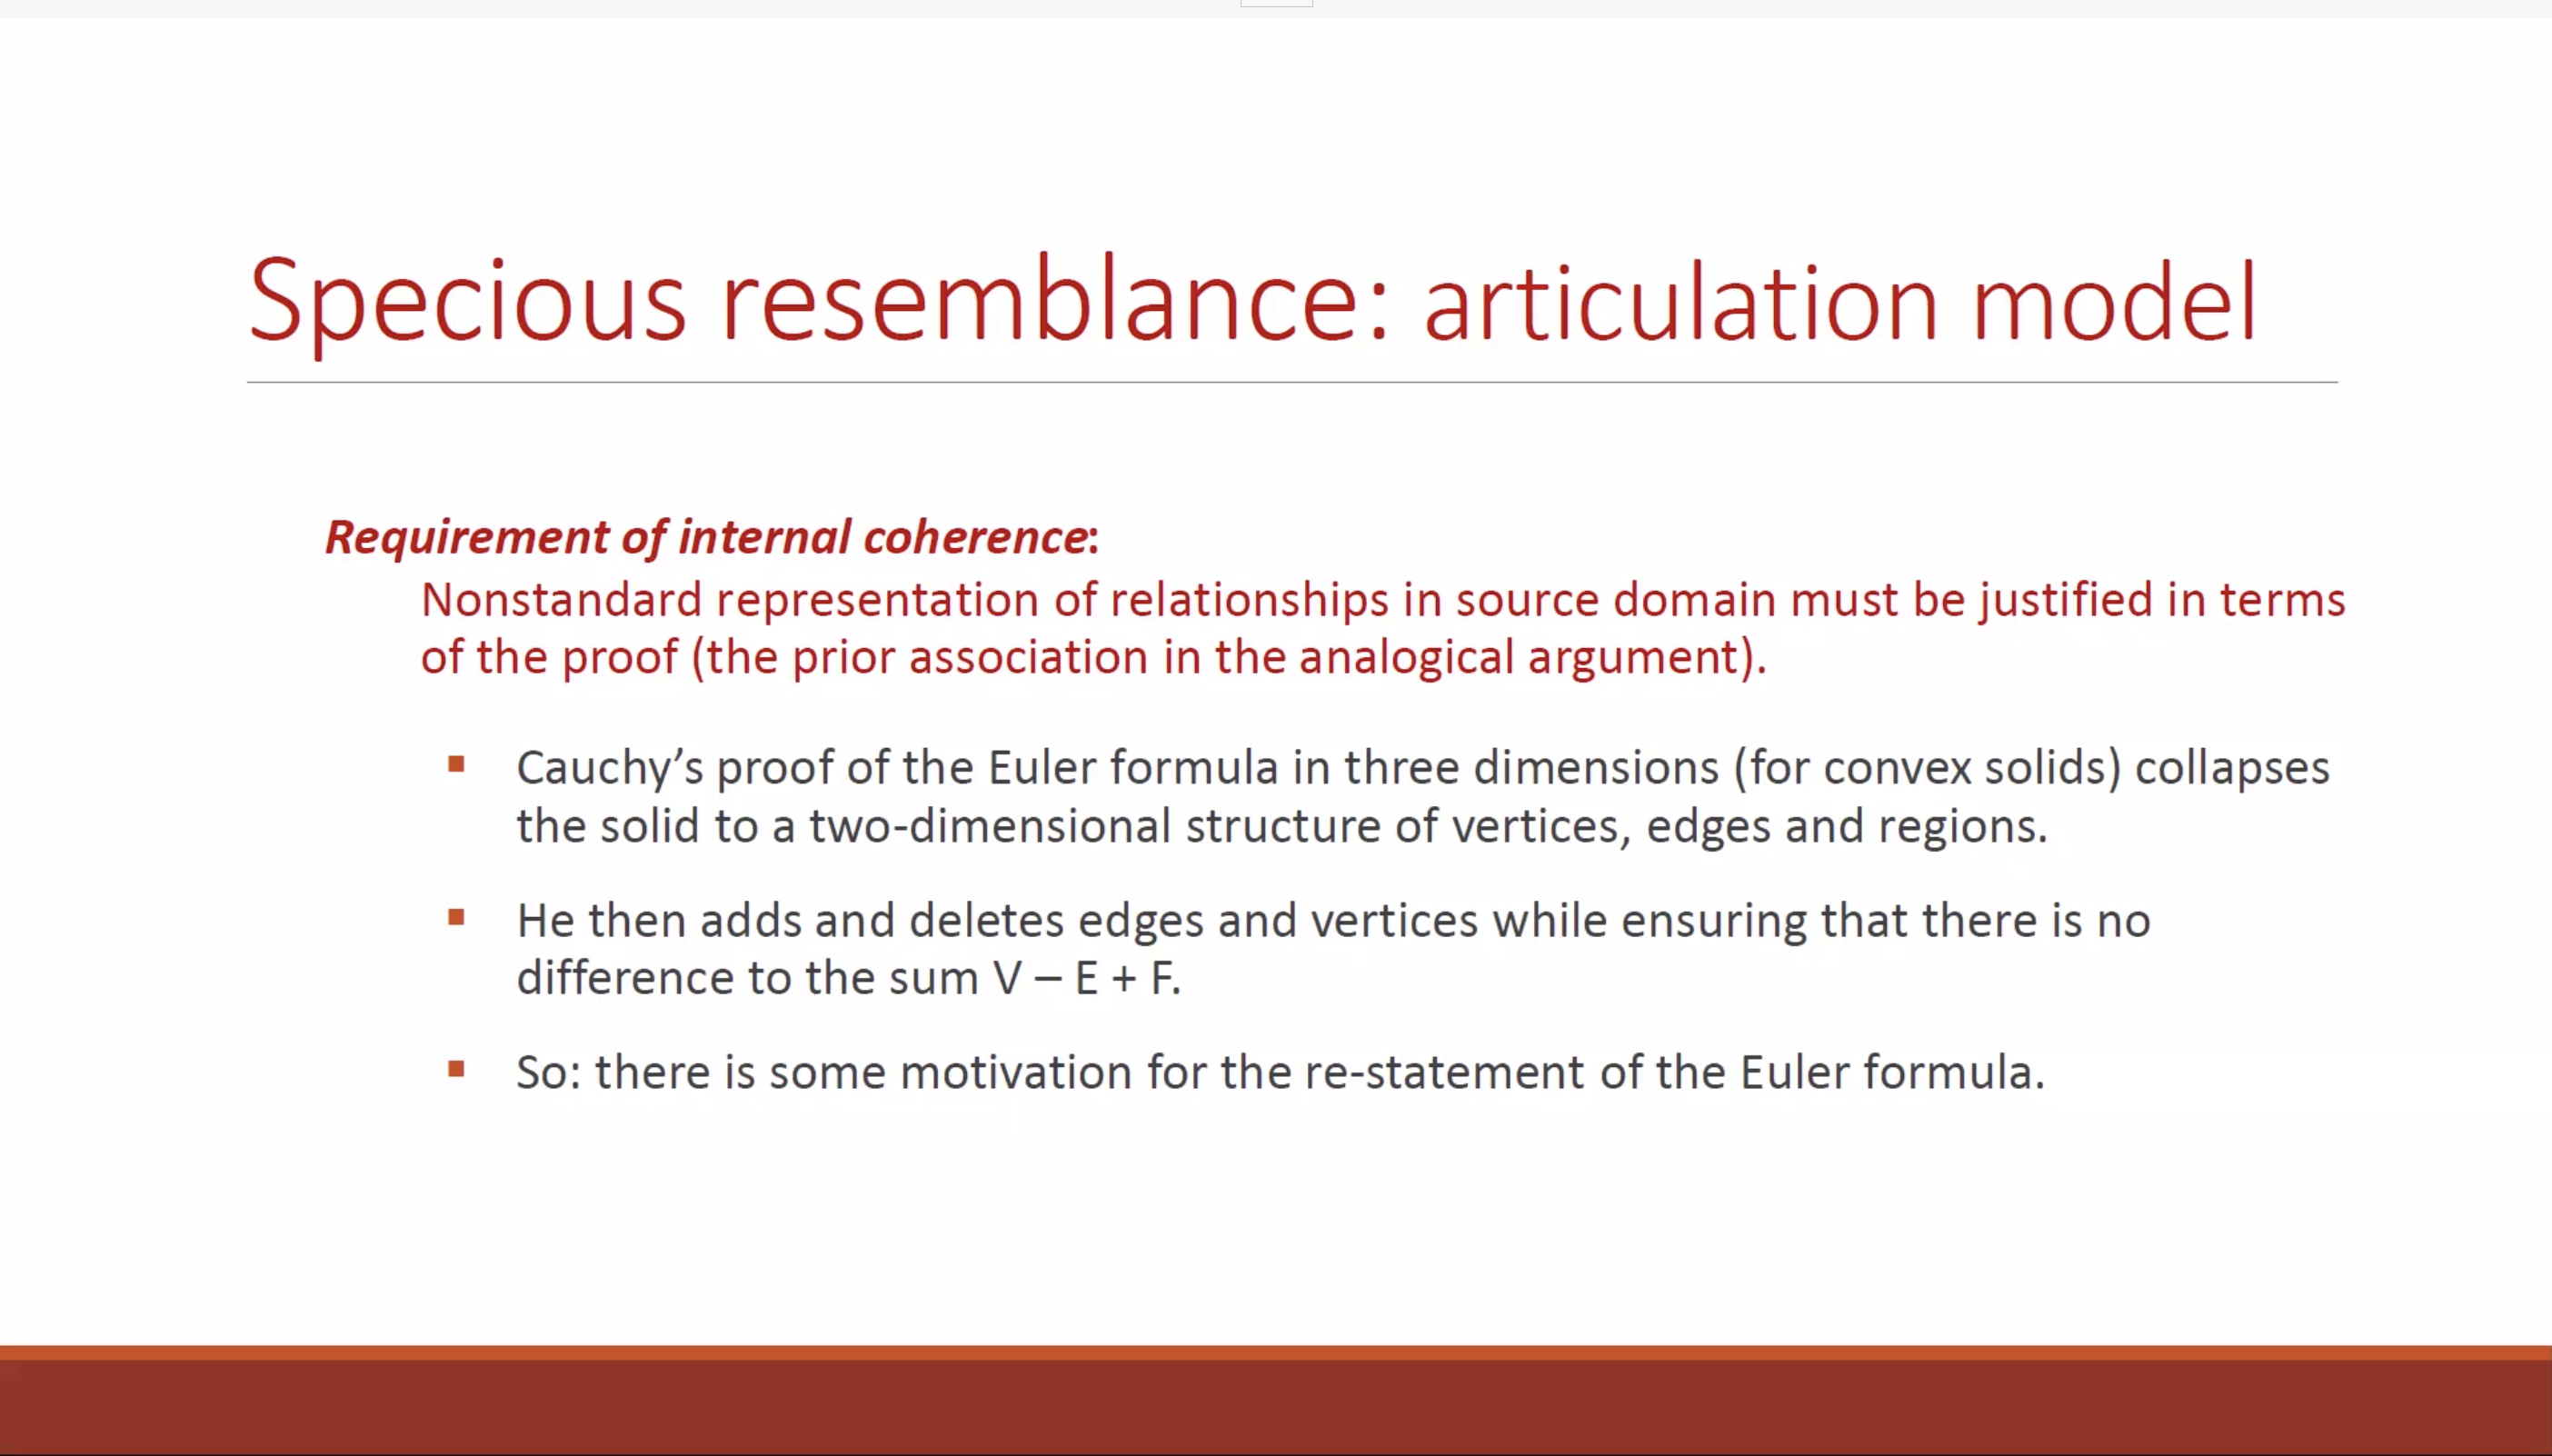 Specious resemblance: articulation model
Requirement of internal coherence:
Nonstandard representation of relationships in source domain must be justified in terms
of the proof (the prior association in the analogical argument).
▪ Cauchy’s proof of the Euler formula in three dimensions (for convex solids) collapses
the solid to a two-dimensional structure of vertices, edges and regions.
▪ He then adds and deletes edges and vertices while ensuring that there is no
difference to the sum V – E + F.
▪ So: there is some motivation for the re-statement of the Euler formula.